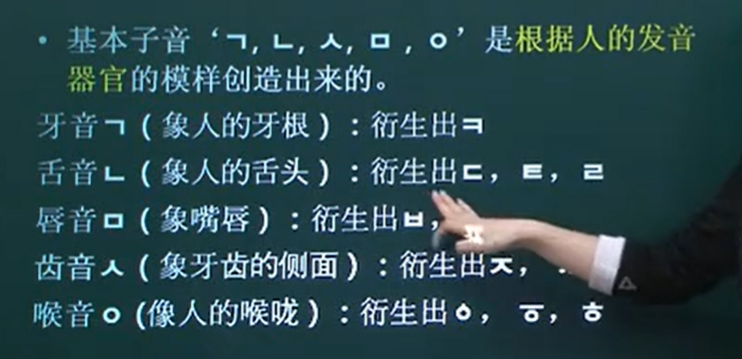 • 基本子音‘ㄱ, ㄴ, ㅅ, ㅁ , ㅇ’是根据人的发音
器官的模样创造出来的。
牙音ㄱ（象人的牙根）: 衍生出ㅋ
舌音ㄴ（象人的舌头）: 衍生出ㄷ， ㅌ， ㄹ
唇音ㅁ（象嘴唇）: 衍生出ㅂ,
齿音ㅅ（象牙齿的侧面）: 衍生出ㅈ,
喉音ㅇ (像人的喉咙) : 衍生出ㆁ， ㆆ， ㅎ